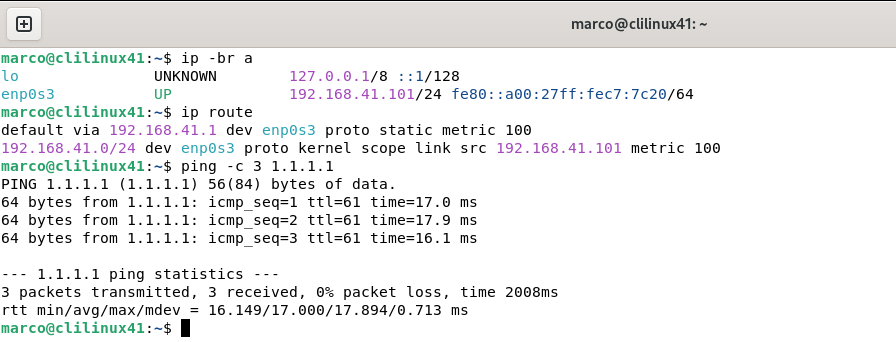 marco@clilinux41: ~
marco@clilinux41:~$ ip -br a
lo               UNKNOWN        127.0.0.1/8 ::1/128
enp0s3           UP             192.168.41.101/24 fe80::a00:27ff:fec7:7c20/64
marco@clilinux41:~$ ip route
default via 192.168.41.1 dev enp0s3 proto static metric 100
192.168.41.0/24 dev enp0s3 proto kernel scope link src 192.168.41.101 metric 100
marco@clilinux41:~$ ping -c 3 1.1.1.1
PING 1.1.1.1 (1.1.1.1) 56(84) bytes of data.
64 bytes from 1.1.1.1: icmp_seq=1 ttl=61 time=17.0 ms
64 bytes from 1.1.1.1: icmp_seq=2 ttl=61 time=17.9 ms
64 bytes from 1.1.1.1: icmp_seq=3 ttl=61 time=16.1 ms

--- 1.1.1.1 ping statistics ---
3 packets transmitted, 3 received, 0% packet loss, time 2008ms
rtt min/avg/max/mdev = 16.149/17.000/17.894/0.713 ms
marco@clilinux41:~$